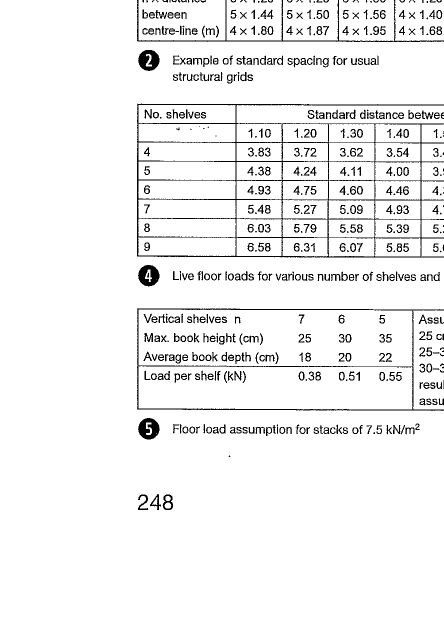 between 5 x 1.44 5 x 1.50 5 x 1.56 4 x 1.40
centre-line (m) 4 x 1.80 4 x 1.87 4 x 1.95 4 x 1.68
2 Example of standard spacing for usual
structural grids
No. shelves Standard distance betwee
1.10 1.20 1.30 1.40
4 3.83 3.72 3.62 3.54
5 4.38 4.24 4.11 4.00
6 4.93 4.75 4.60 4.46
7 5.48 5.27 5.09 4.93
8 6.03 5.79 5.58 5.39
9 6.58 6.31 6.07 5.85
4 Live floor loads for various number of shelves and
Vertical shelves n 7 6 5 Assu
Max. book height (cm) 25 30 35 25 c
Average book depth (cm) 18 20 22 25–3
Load per shelf (kN) 0.38 0.51 0.55 30–3
resul
assu
5 Floor load assumption for stacks of 7.5 kN/m²
248